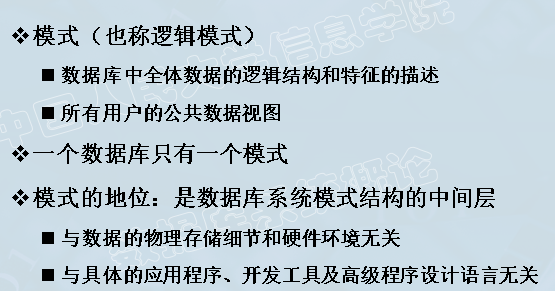 ❖模式（也称逻辑模式）
■ 数据库中全体数据的逻辑结构和特征的描述
■ 所有用户的公共数据视图
❖一个数据库只有一个模式
❖模式的地位：是数据库系统模式结构的中间层
■ 与数据的物理存储细节和硬件环境无关
■ 与具体的应用程序、开发工具及高级程序设计语言无关